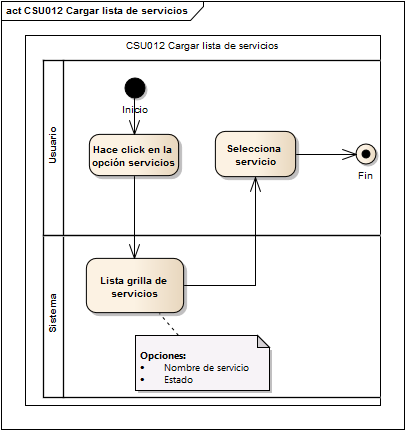 act CSU012 Cargar lista de servicios
CSU012 Cargar lista de servicios
Usuario
Inicio
Hace click en la
opción servicios
Selecciona
servicio
Fin
Sistema
Lista grilla de
servicios
Opciones:
• Nombre de servicio
• Estado